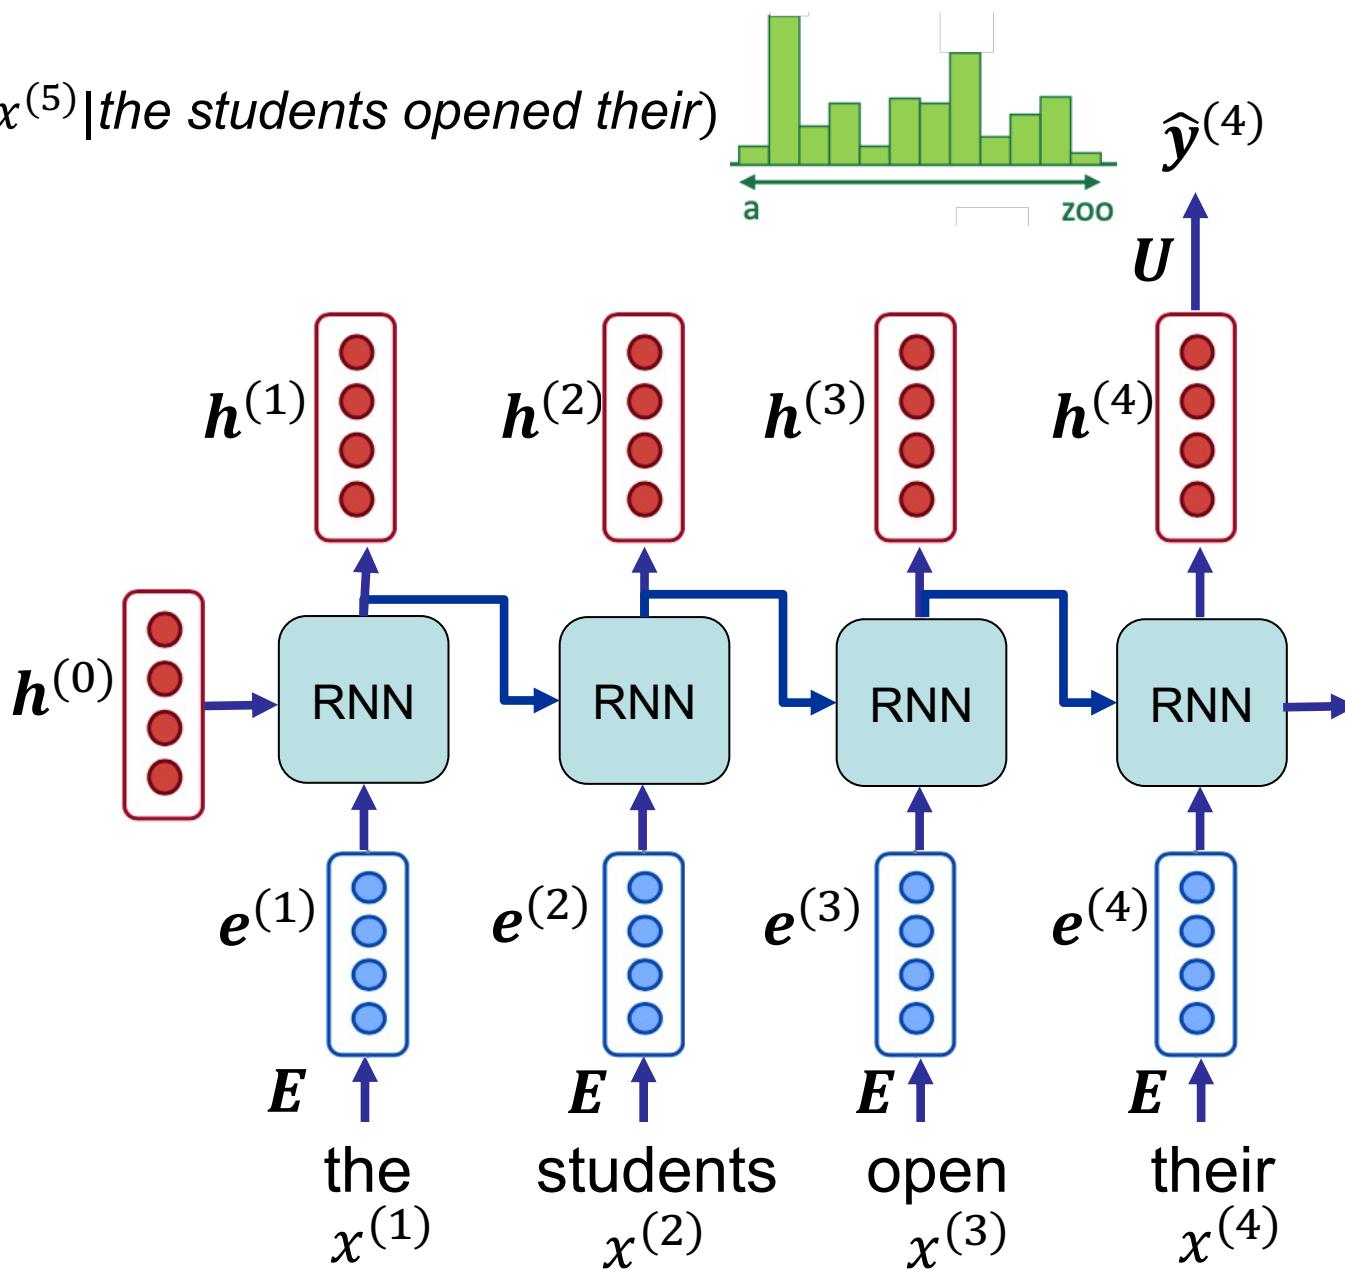 x^(5)|the students opened their)
ŷ^(4)
a zoo
U
h^(1) h^(2) h^(3) h^(4)
h^(0) RNN RNN RNN RNN
e^(1) e^(2) e^(3) e^(4)
E E E E
the students open their
x^(1) x^(2) x^(3) x^(4)